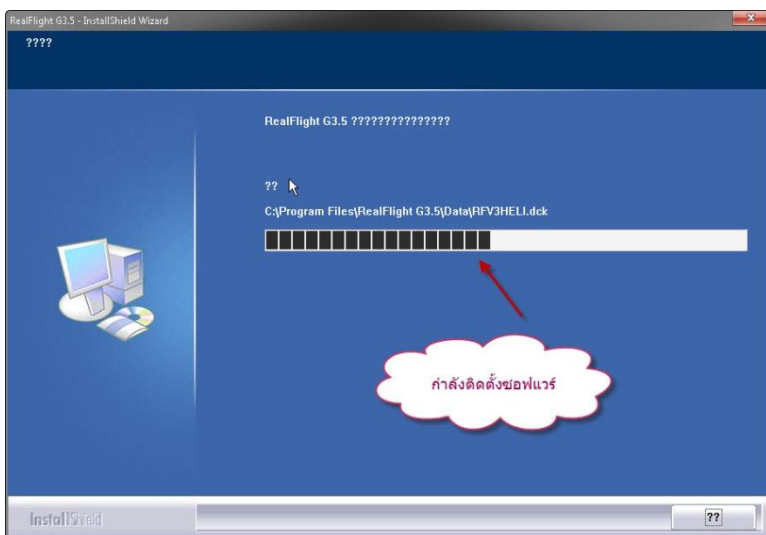 RealFlight G3.5 - InstallShield Wizard
????
RealFlight G3.5 ???????????????
??
C:\Program Files\RealFlight G3.5\Data\RFV3HELI.dck
กำลังติดตั้งซอฟแวร์
InstallShield
??